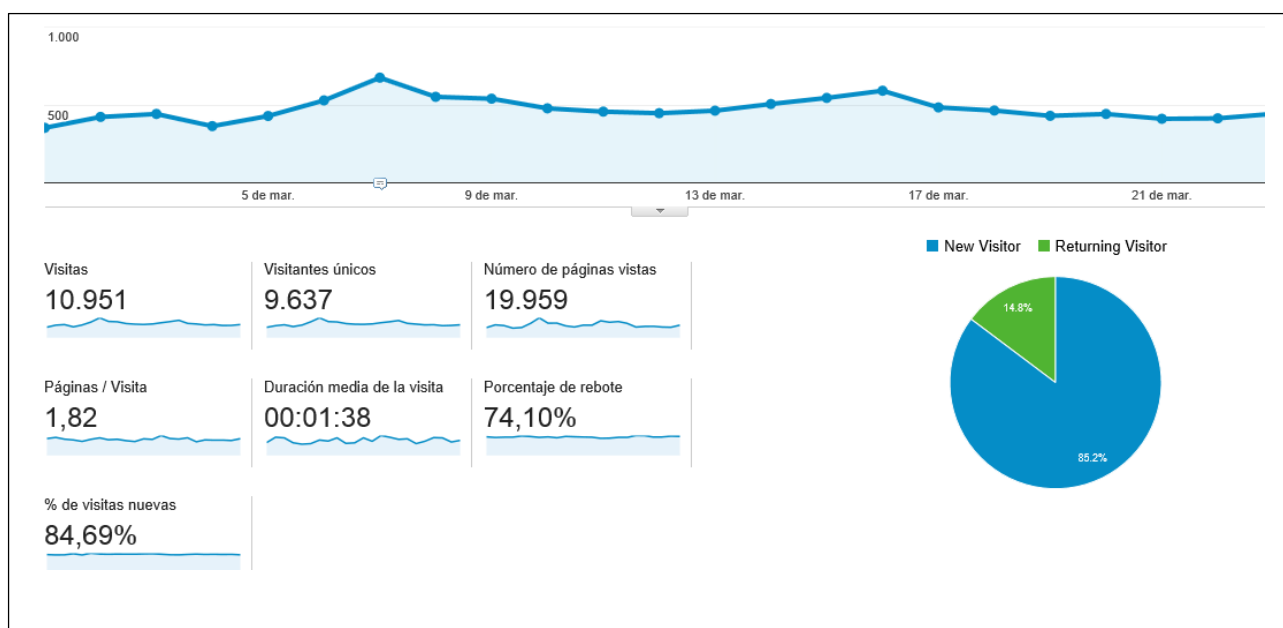 1.000
500
5 de mar.
9 de mar.
13 de mar.
17 de mar.
21 de mar.
New Visitor
Returning Visitor
Visitas
10.951
Visitantes únicos
9.637
Número de páginas vistas
19.959
14.8%
85.2%
Páginas / Visita
1,82
Duración media de la visita
00:01:38
Porcentaje de rebote
74,10%
% de visitas nuevas
84,69%